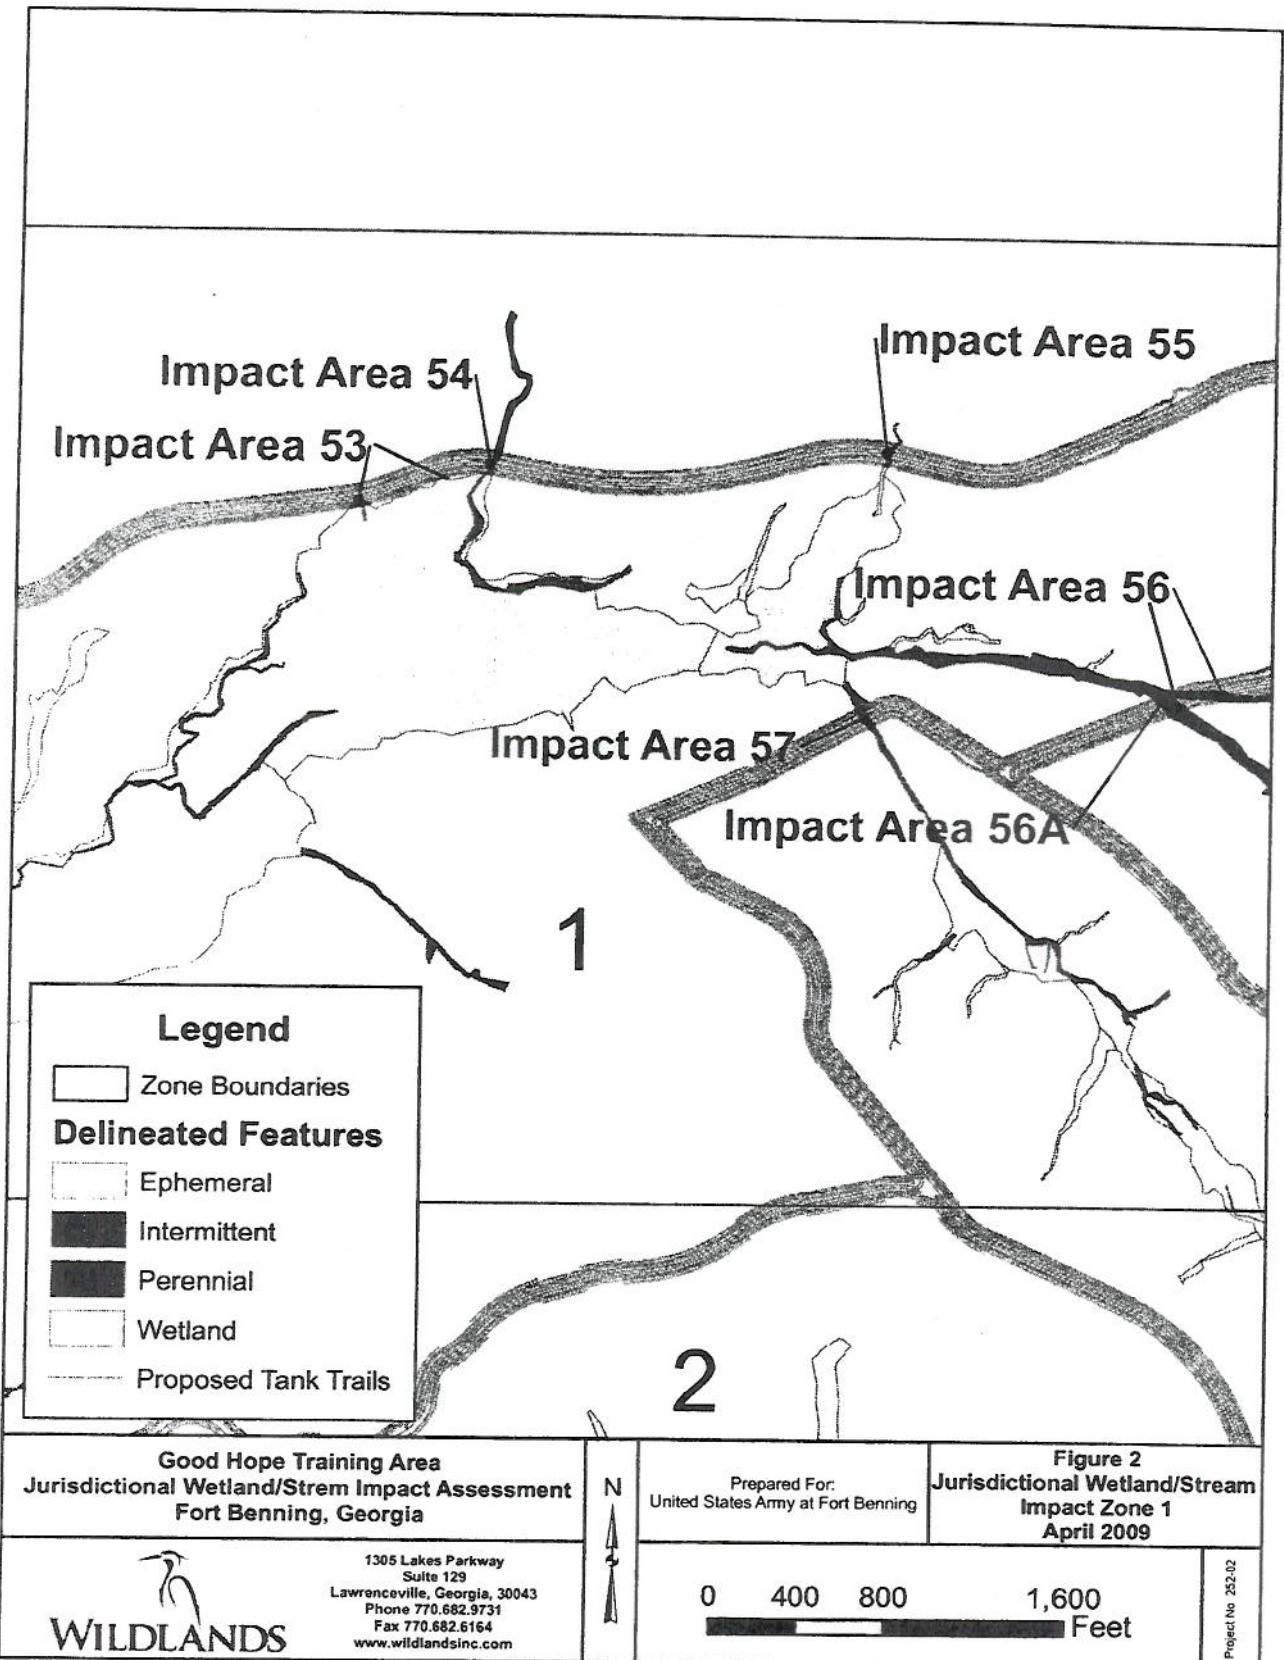 Impact Area 55
Impact Area 54
Impact Area 53
Impact Area 56
Impact Area 57
Impact Area 56A
1
Legend
Zone Boundaries
Delineated Features
Ephemeral
Intermittent
Perennial
Wetland
Proposed Tank Trails
2
Good Hope Training Area
Jurisdictional Wetland/Strem Impact Assessment
Fort Benning, Georgia
N
Prepared For:
United States Army at Fort Benning
Figure 2
Jurisdictional Wetland/Stream
Impact Zone 1
April 2009
WILDLANDS
1305 Lakes Parkway
Suite 129
Lawrenceville, Georgia, 30043
Phone 770.682.9731
Fax 770.682.6164
www.wildlandsinc.com
0 400 800 1,600
Feet
Project No 252-02